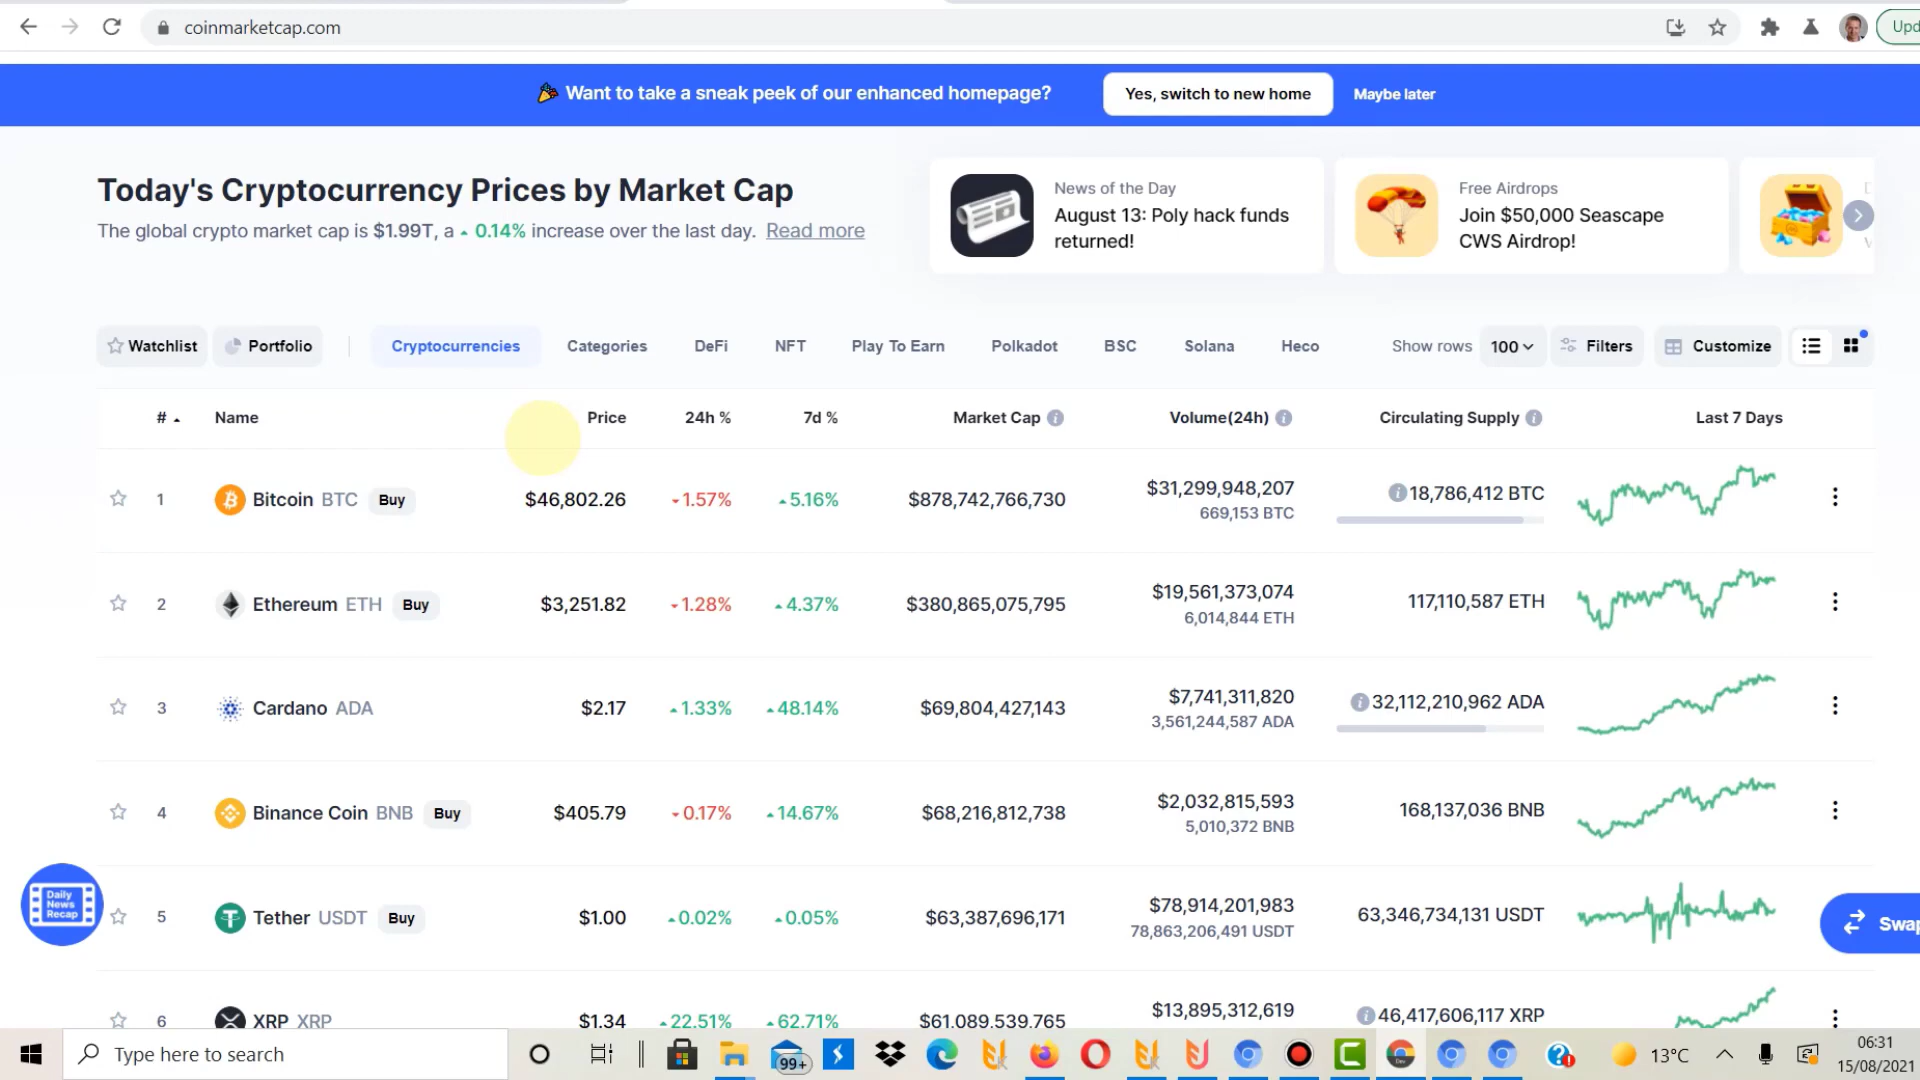 coinmarketcap.com
Upd
Want to take a sneak peek of our enhanced homepage?
Yes, switch to new home
Maybe later
Today's Cryptocurrency Prices by Market Cap
The global crypto market cap is $1.99T, a 0.14% increase over the last day. Read more
News of the Day
August 13: Poly hack funds
returned!
Free Airdrops
Join $50,000 Seascape
CWS Airdrop!
Watchlist Portfolio Cryptocurrencies Categories DeFi NFT Play To Earn Polkadot BSC Solana Heco Show rows 100 Filters Customize
# Name Price 24h % 7d % Market Cap Volume(24h) Circulating Supply Last 7 Days
1 Bitcoin BTC Buy $46,802.26 1.57% 5.16% $878,742,766,730 $31,299,948,207 18,786,412 BTC
669,153 BTC
2 Ethereum ETH Buy $3,251.82 1.28% 4.37% $380,865,075,795 $19,561,373,074 117,110,587 ETH
6,014,844 ETH
3 Cardano ADA $2.17 1.33% 48.14% $69,804,427,143 $7,741,311,820 32,112,210,962 ADA
3,561,244,587 ADA
4 Binance Coin BNB Buy $405.79 0.17% 14.67% $68,216,812,738 $2,032,815,593 168,137,036 BNB
5,010,372 BNB
Daily
News
Recap
5 Tether USDT Buy $1.00 0.02% 0.05% $63,387,696,171 $78,914,201,983 63,346,734,131 USDT
78,863,206,491 USDT
Swap
6 XRP XRP $1.34 22.51% 62.71% $61,089,539,765 $13,895,312,619 46,417,606,117 XRP
Type here to search
99+
13°C
06:31
15/08/2021